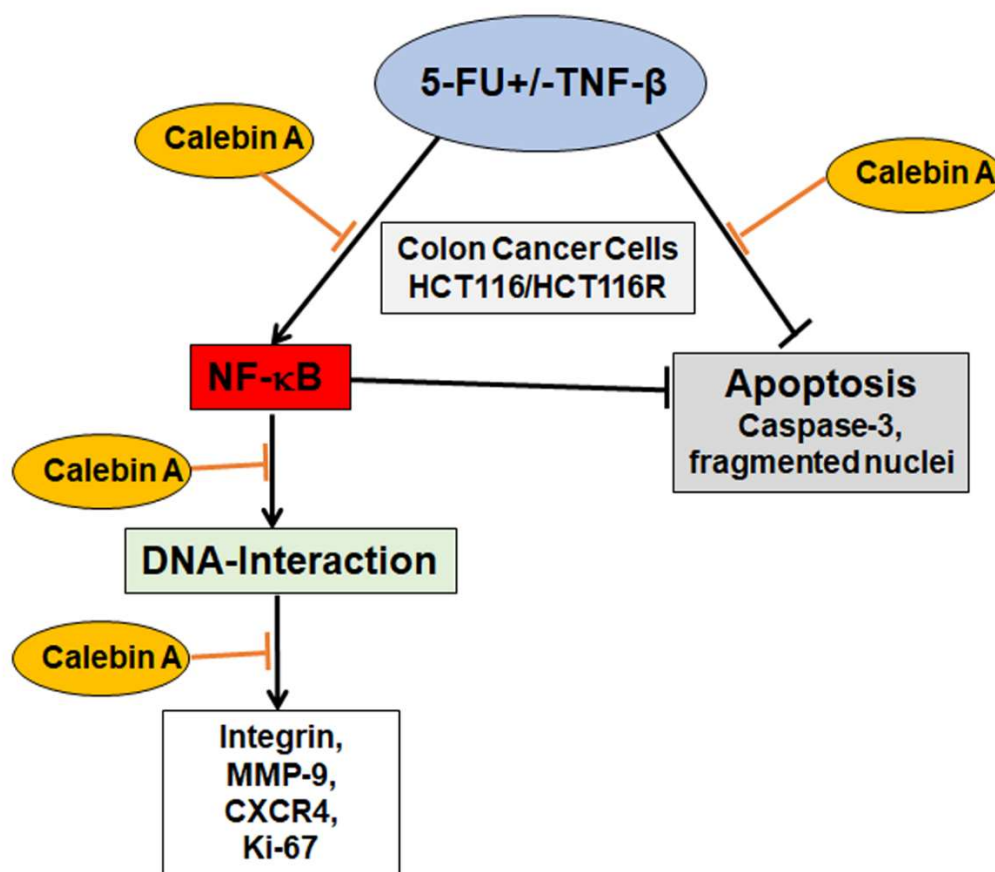 5-FU+/-TNF-β
Calebin A
Calebin A
Colon Cancer Cells
HCT116/HCT116R
NF-κB
Apoptosis
Caspase-3,
fragmented nuclei
Calebin A
DNA-Interaction
Calebin A
Integrin,
MMP-9,
CXCR4,
Ki-67